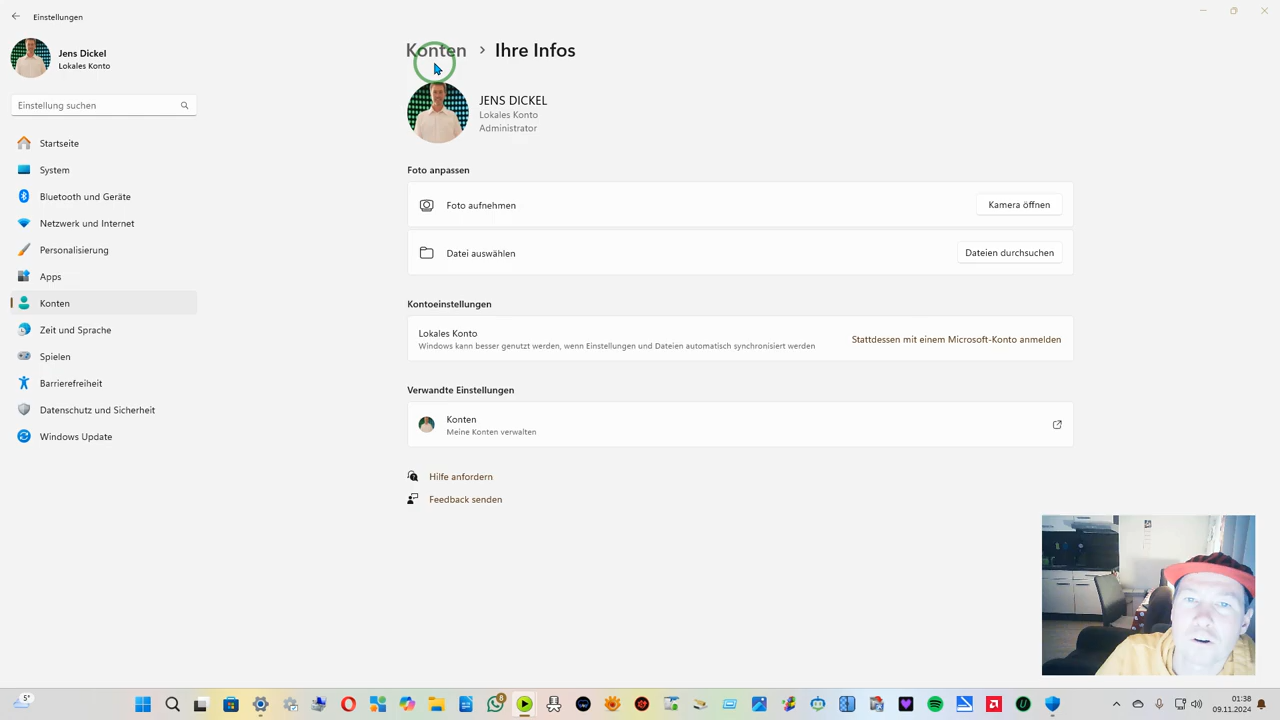 Einstellungen
Jens Dickel
Lokales Konto
Einstellung suchen
Startseite
System
Bluetooth und Geräte
Netzwerk und Internet
Personalisierung
Apps
Konten
Zeit und Sprache
Spielen
Barrierefreiheit
Datenschutz und Sicherheit
Windows Update
Konten > Ihre Infos
JENS DICKEL
Lokales Konto
Administrator
Foto anpassen
Foto aufnehmen
Kamera öffnen
Datei auswählen
Dateien durchsuchen
Kontoeinstellungen
Lokales Konto
Windows kann besser genutzt werden, wenn Einstellungen und Dateien automatisch synchronisiert werden
Stattdessen mit einem Microsoft-Konto anmelden
Verwandte Einstellungen
Konten
Meine Konten verwalten
Hilfe anfordern
Feedback senden
5°
8
01:38
09.11.2024